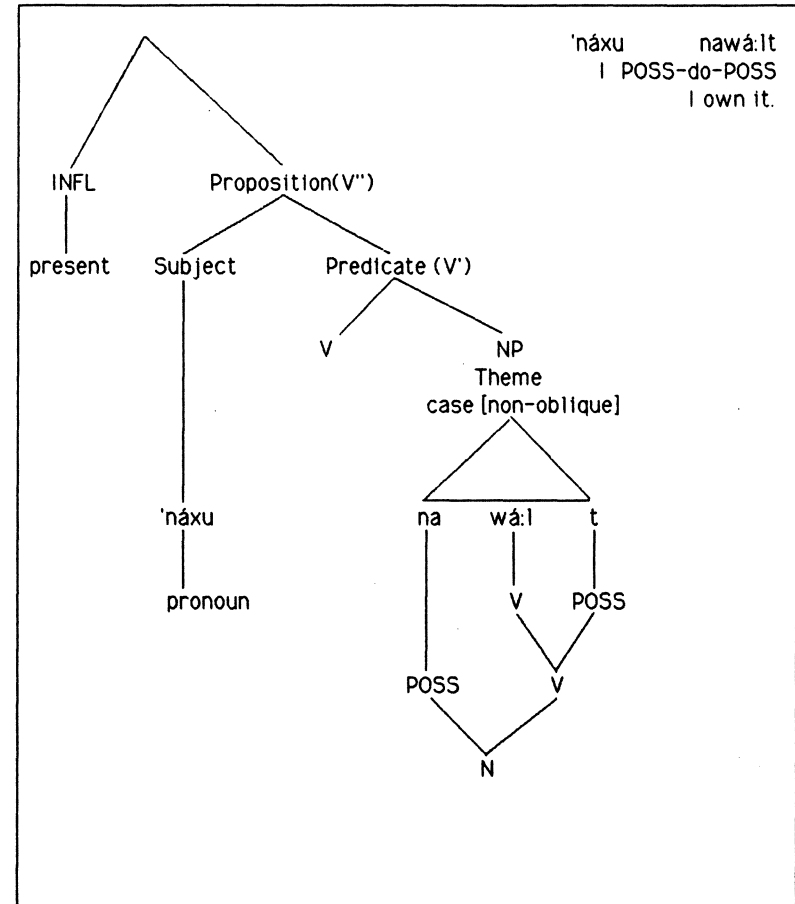 'náxu nawá:lt
I POSS-do-POSS
I own it.
INFL Proposition(V'')
present Subject Predicate (V')
V NP
Theme
case [non-oblique]
'náxu na wá:l t
pronoun V POSS
POSS V
N